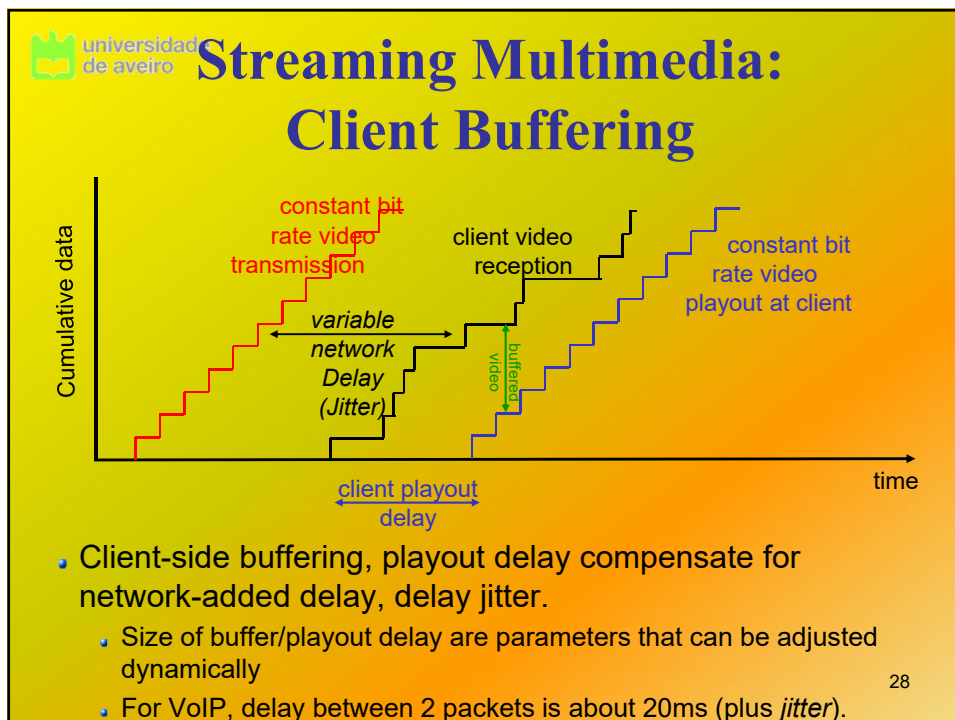 universidade
de aveiro
Streaming Multimedia:
Client Buffering
constant bit
rate video
transmission
client video
reception
constant bit
rate video
playout at client
Cumulative data
variable
network
Delay
(Jitter)
buffered
video
time
client playout
delay
Client-side buffering, playout delay compensate for
network-added delay, delay jitter.
Size of buffer/playout delay are parameters that can be adjusted
dynamically
For VoIP, delay between 2 packets is about 20ms (plus jitter).
28